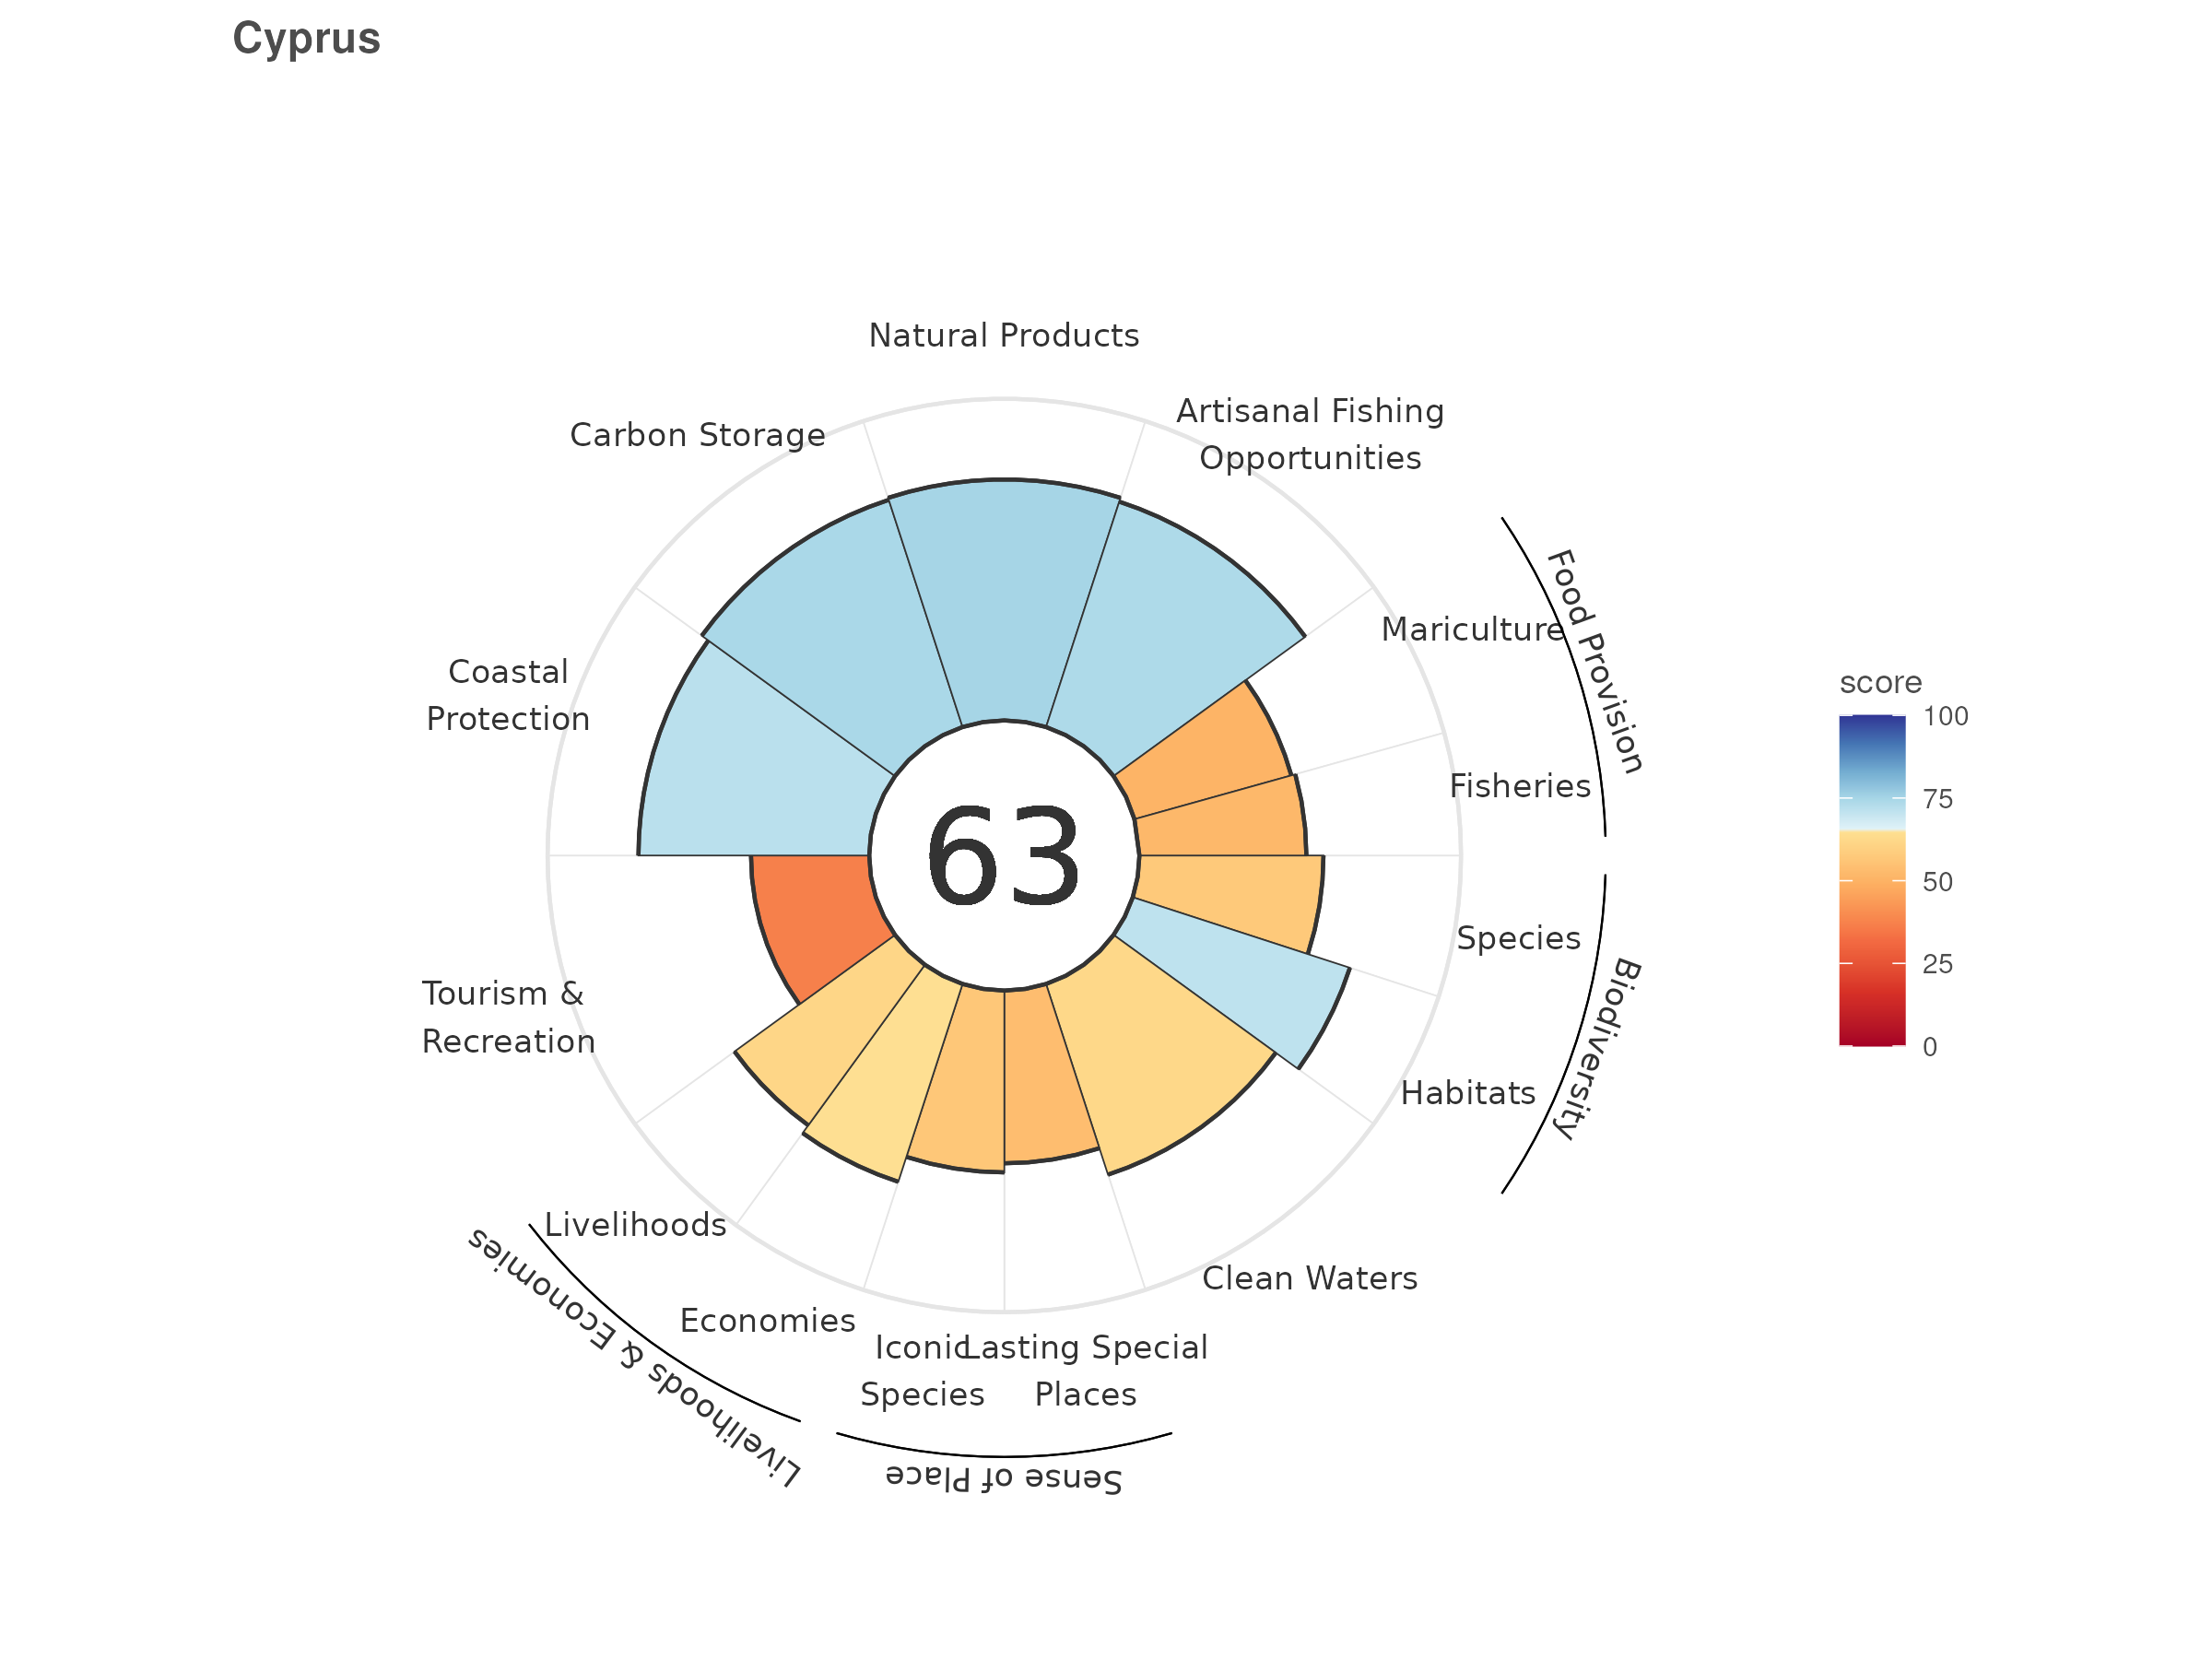 Cyprus
Natural Products
Artisanal Fishing
Opportunities
Carbon Storage
Mariculture
Food Provision
Coastal
Protection
Fisheries
63
Species
Biodiversity
Habitats
Tourism &
Recreation
Livelihoods
Clean Waters
Economies
Iconic
Species
Lasting Special
Places
Livelihoods & Economies
Sense of Place
score
100
75
50
25
0